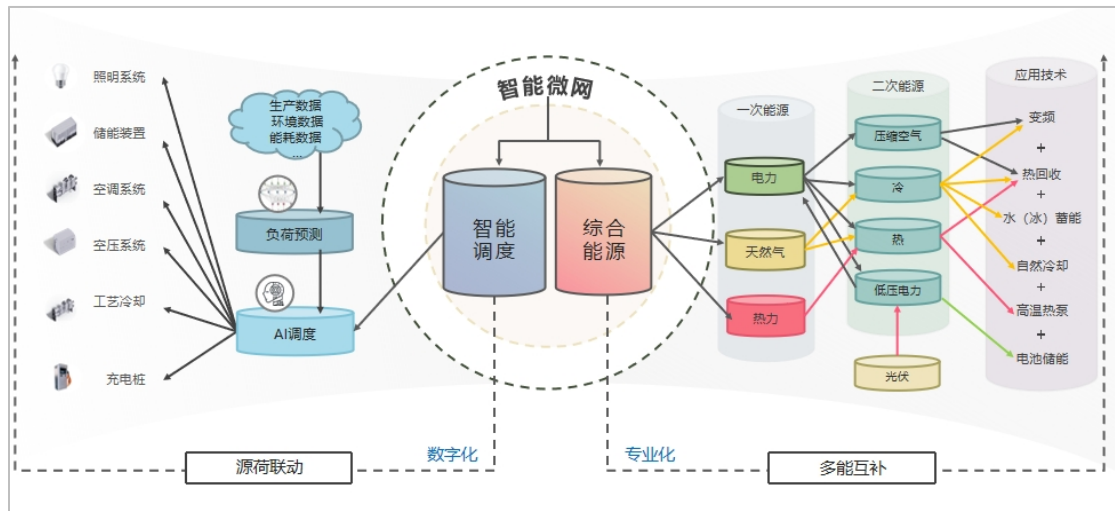 智能微网
照明系统
储能装置
空调系统
空压系统
工艺冷却
充电桩
生产数据
环境数据
能耗数据
...
负荷预测
AI调度
智能
调度
综合
能源
一次能源
电力
天然气
热力
二次能源
压缩空气
冷
热
低压电力
光伏
应用技术
变频
+
热回收
+
水（冰）蓄能
+
自然冷却
+
高温热泵
+
电池储能
数字化
专业化
源荷联动
多能互补